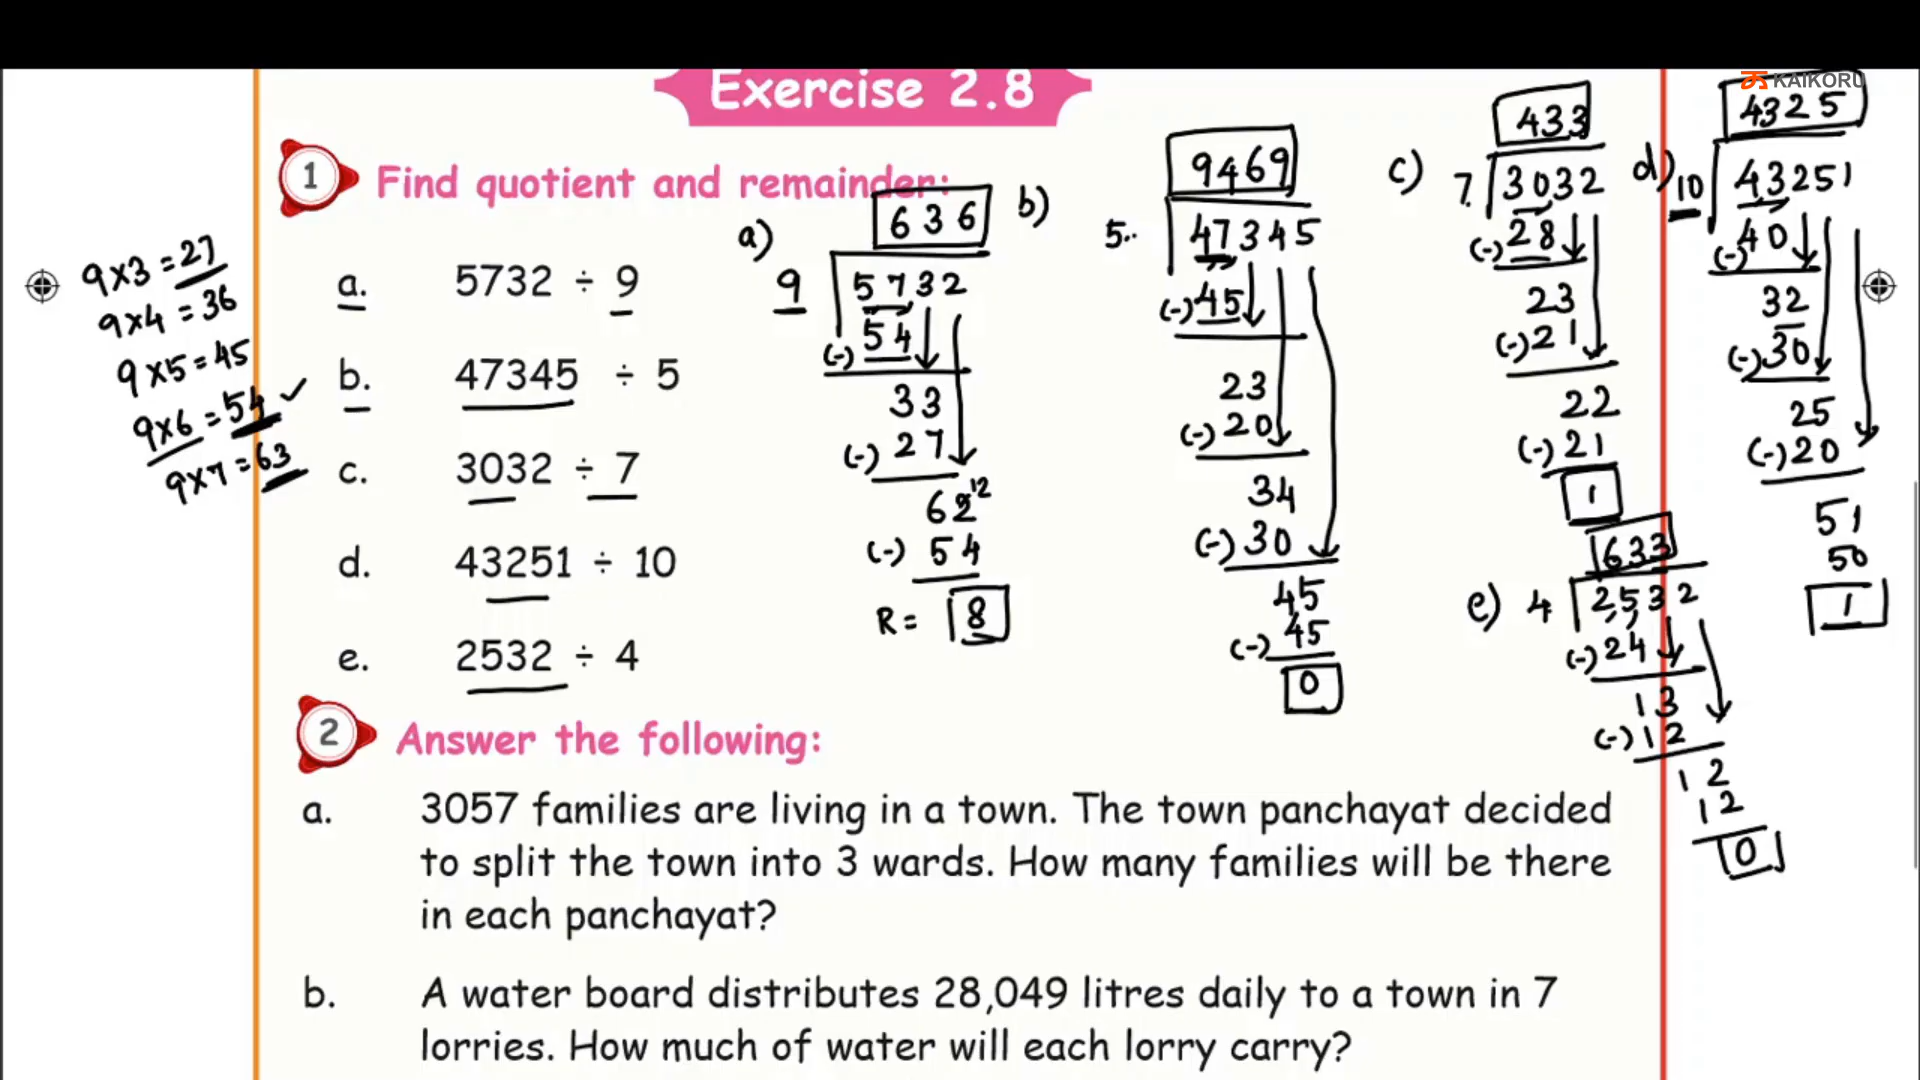 KAIKORU
Exercise 2.8
1 Find quotient and remainder:
a. 5732 ÷ 9
b. 47345 ÷ 5
c. 3032 ÷ 7
d. 43251 ÷ 10
e. 2532 ÷ 4
9x3 = 27
9x4 = 36
9x5 = 45
9x6 = 54 ✓
9x7 = 63
a)
636
9 5732
(-) 54
33
(-) 27
62 12
(-) 54
R = 8
b)
9469
5 47345
(-) 45
23
(-) 20
34
(-) 30
45
(-) 45
0
c)
433
7 3032
(-) 28
23
(-) 21
22
(-) 21
1
d)
4325
10 43251
(-) 40
32
(-) 30
25
(-) 20
51
50
1
e)
633
4 2532
(-) 24
13
(-) 12
12
12
0
2 Answer the following:
a. 3057 families are living in a town. The town panchayat decided
to split the town into 3 wards. How many families will be there
in each panchayat?
b. A water board distributes 28,049 litres daily to a town in 7
lorries. How much of water will each lorry carry?